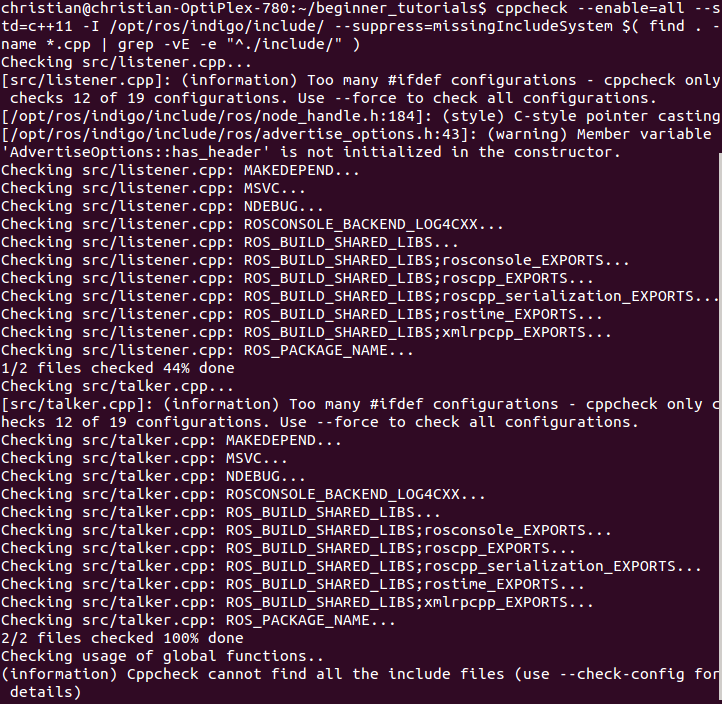 christian@christian-OptiPlex-780:~/beginner_tutorials$ cppcheck --enable=all --s
td=c++11 -I /opt/ros/indigo/include/ --suppress=missingIncludeSystem $( find . -
name *.cpp | grep -vE -e "^./include/" )
Checking src/listener.cpp...
[src/listener.cpp]: (information) Too many #ifdef configurations - cppcheck only
 checks 12 of 19 configurations. Use --force to check all configurations.
[/opt/ros/indigo/include/ros/node_handle.h:184]: (style) C-style pointer casting
[/opt/ros/indigo/include/ros/advertise_options.h:43]: (warning) Member variable
'AdvertiseOptions::has_header' is not initialized in the constructor.
Checking src/listener.cpp: MAKEDEPEND...
Checking src/listener.cpp: MSVC...
Checking src/listener.cpp: NDEBUG...
Checking src/listener.cpp: ROSCONSOLE_BACKEND_LOG4CXX...
Checking src/listener.cpp: ROS_BUILD_SHARED_LIBS...
Checking src/listener.cpp: ROS_BUILD_SHARED_LIBS;rosconsole_EXPORTS...
Checking src/listener.cpp: ROS_BUILD_SHARED_LIBS;roscpp_EXPORTS...
Checking src/listener.cpp: ROS_BUILD_SHARED_LIBS;roscpp_serialization_EXPORTS...
Checking src/listener.cpp: ROS_BUILD_SHARED_LIBS;rostime_EXPORTS...
Checking src/listener.cpp: ROS_BUILD_SHARED_LIBS;xmlrpcpp_EXPORTS...
Checking src/listener.cpp: ROS_PACKAGE_NAME...
1/2 files checked 44% done
Checking src/talker.cpp...
[src/talker.cpp]: (information) Too many #ifdef configurations - cppcheck only c
hecks 12 of 19 configurations. Use --force to check all configurations.
Checking src/talker.cpp: MAKEDEPEND...
Checking src/talker.cpp: MSVC...
Checking src/talker.cpp: NDEBUG...
Checking src/talker.cpp: ROSCONSOLE_BACKEND_LOG4CXX...
Checking src/talker.cpp: ROS_BUILD_SHARED_LIBS...
Checking src/talker.cpp: ROS_BUILD_SHARED_LIBS;rosconsole_EXPORTS...
Checking src/talker.cpp: ROS_BUILD_SHARED_LIBS;roscpp_EXPORTS...
Checking src/talker.cpp: ROS_BUILD_SHARED_LIBS;roscpp_serialization_EXPORTS...
Checking src/talker.cpp: ROS_BUILD_SHARED_LIBS;rostime_EXPORTS...
Checking src/talker.cpp: ROS_BUILD_SHARED_LIBS;xmlrpcpp_EXPORTS...
Checking src/talker.cpp: ROS_PACKAGE_NAME...
2/2 files checked 100% done
Checking usage of global functions..
(information) Cppcheck cannot find all the include files (use --check-config for
 details)